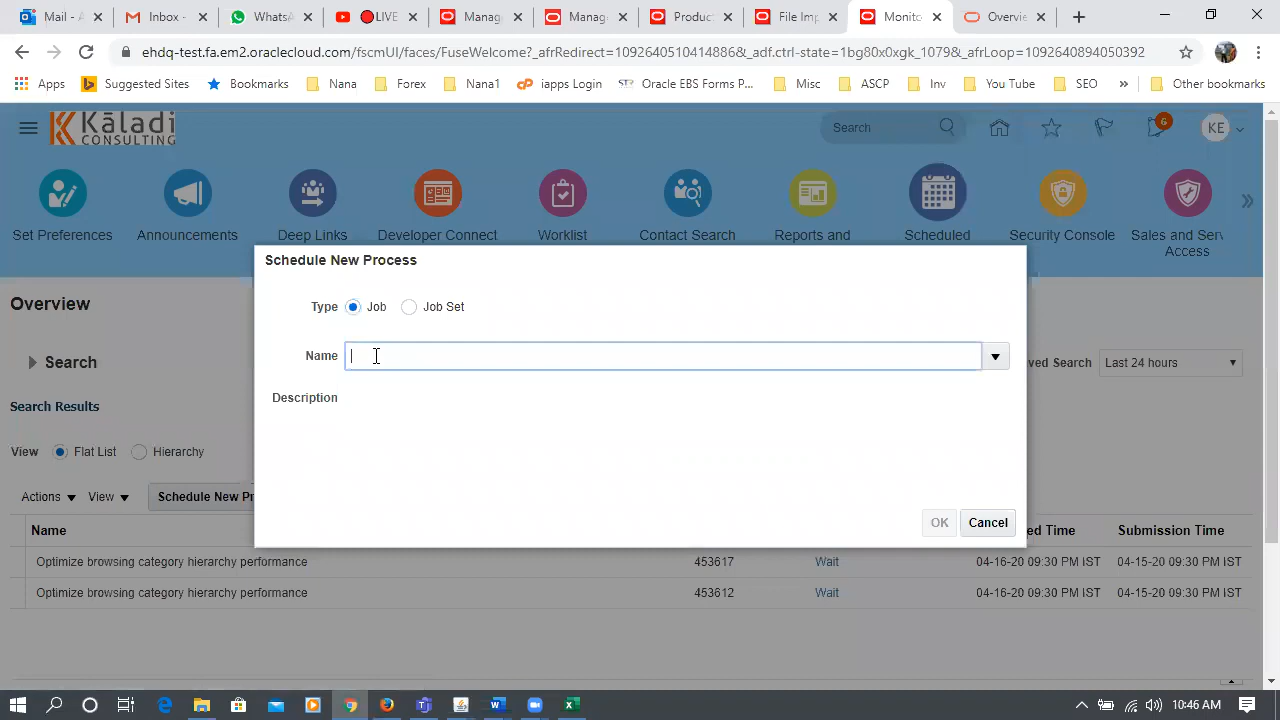 Mail - A
Inbox -
WhatsA
LIVE
Manag
Manag
Product
File Imp
Monito
Overvie
ehdq-test.fa.em2.oraclecloud.com/fscmUI/faces/FuseWelcome?_afrRedirect=1092640510414886&_adf.ctrl-state=1bg80x0xgk_1079&_afrLoop=1092640894050392
Apps
Suggested Sites
Bookmarks
Nana
Forex
Nana1
iapps Login
Oracle EBS Forms P...
Misc
ASCP
Inv
You Tube
SEO
»
Other bookmarks
Kāladi
CONSULTING
Search
6
KE
Set Preferences
Announcements
Deep Links
Developer Connect
Worklist
Contact Search
Reports and
Scheduled
Security Console
Sales and Serv
Access
Overview
Search
ved Search
Last 24 hours
Search Results
View
Flat List
Hierarchy
Actions
View
Schedule New Pr
Name
ed Time
Submission Time
Optimize browsing category hierarchy performance
453617
Wait
04-16-20 09:30 PM IST
04-15-20 09:30 PM IST
Optimize browsing category hierarchy performance
453612
Wait
04-16-20 09:30 PM IST
04-15-20 09:30 PM IST
Schedule New Process
Type
Job
Job Set
Name
Description
OK
Cancel
10:46 AM